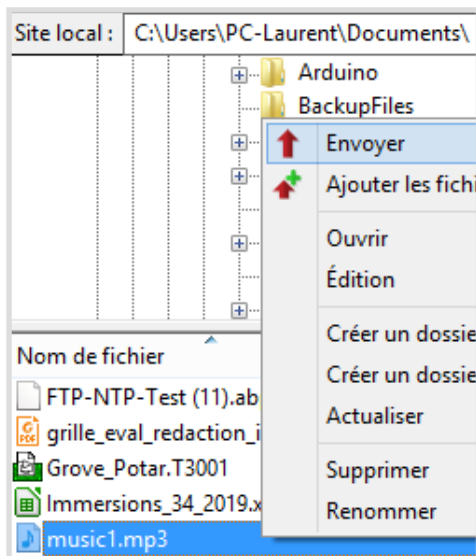 Site local : C:\Users\PC-Laurent\Documents\
Arduino
BackupFiles
Envoyer
Ajouter les fichi
Ouvrir
Édition
Créer un dossie
Créer un dossie
Actualiser
Supprimer
Renommer
Nom de fichier
FTP-NTP-Test (11).ab
grille_eval_redaction_i
Grove_Potar.T3001
Immersions_34_2019.x
music1.mp3